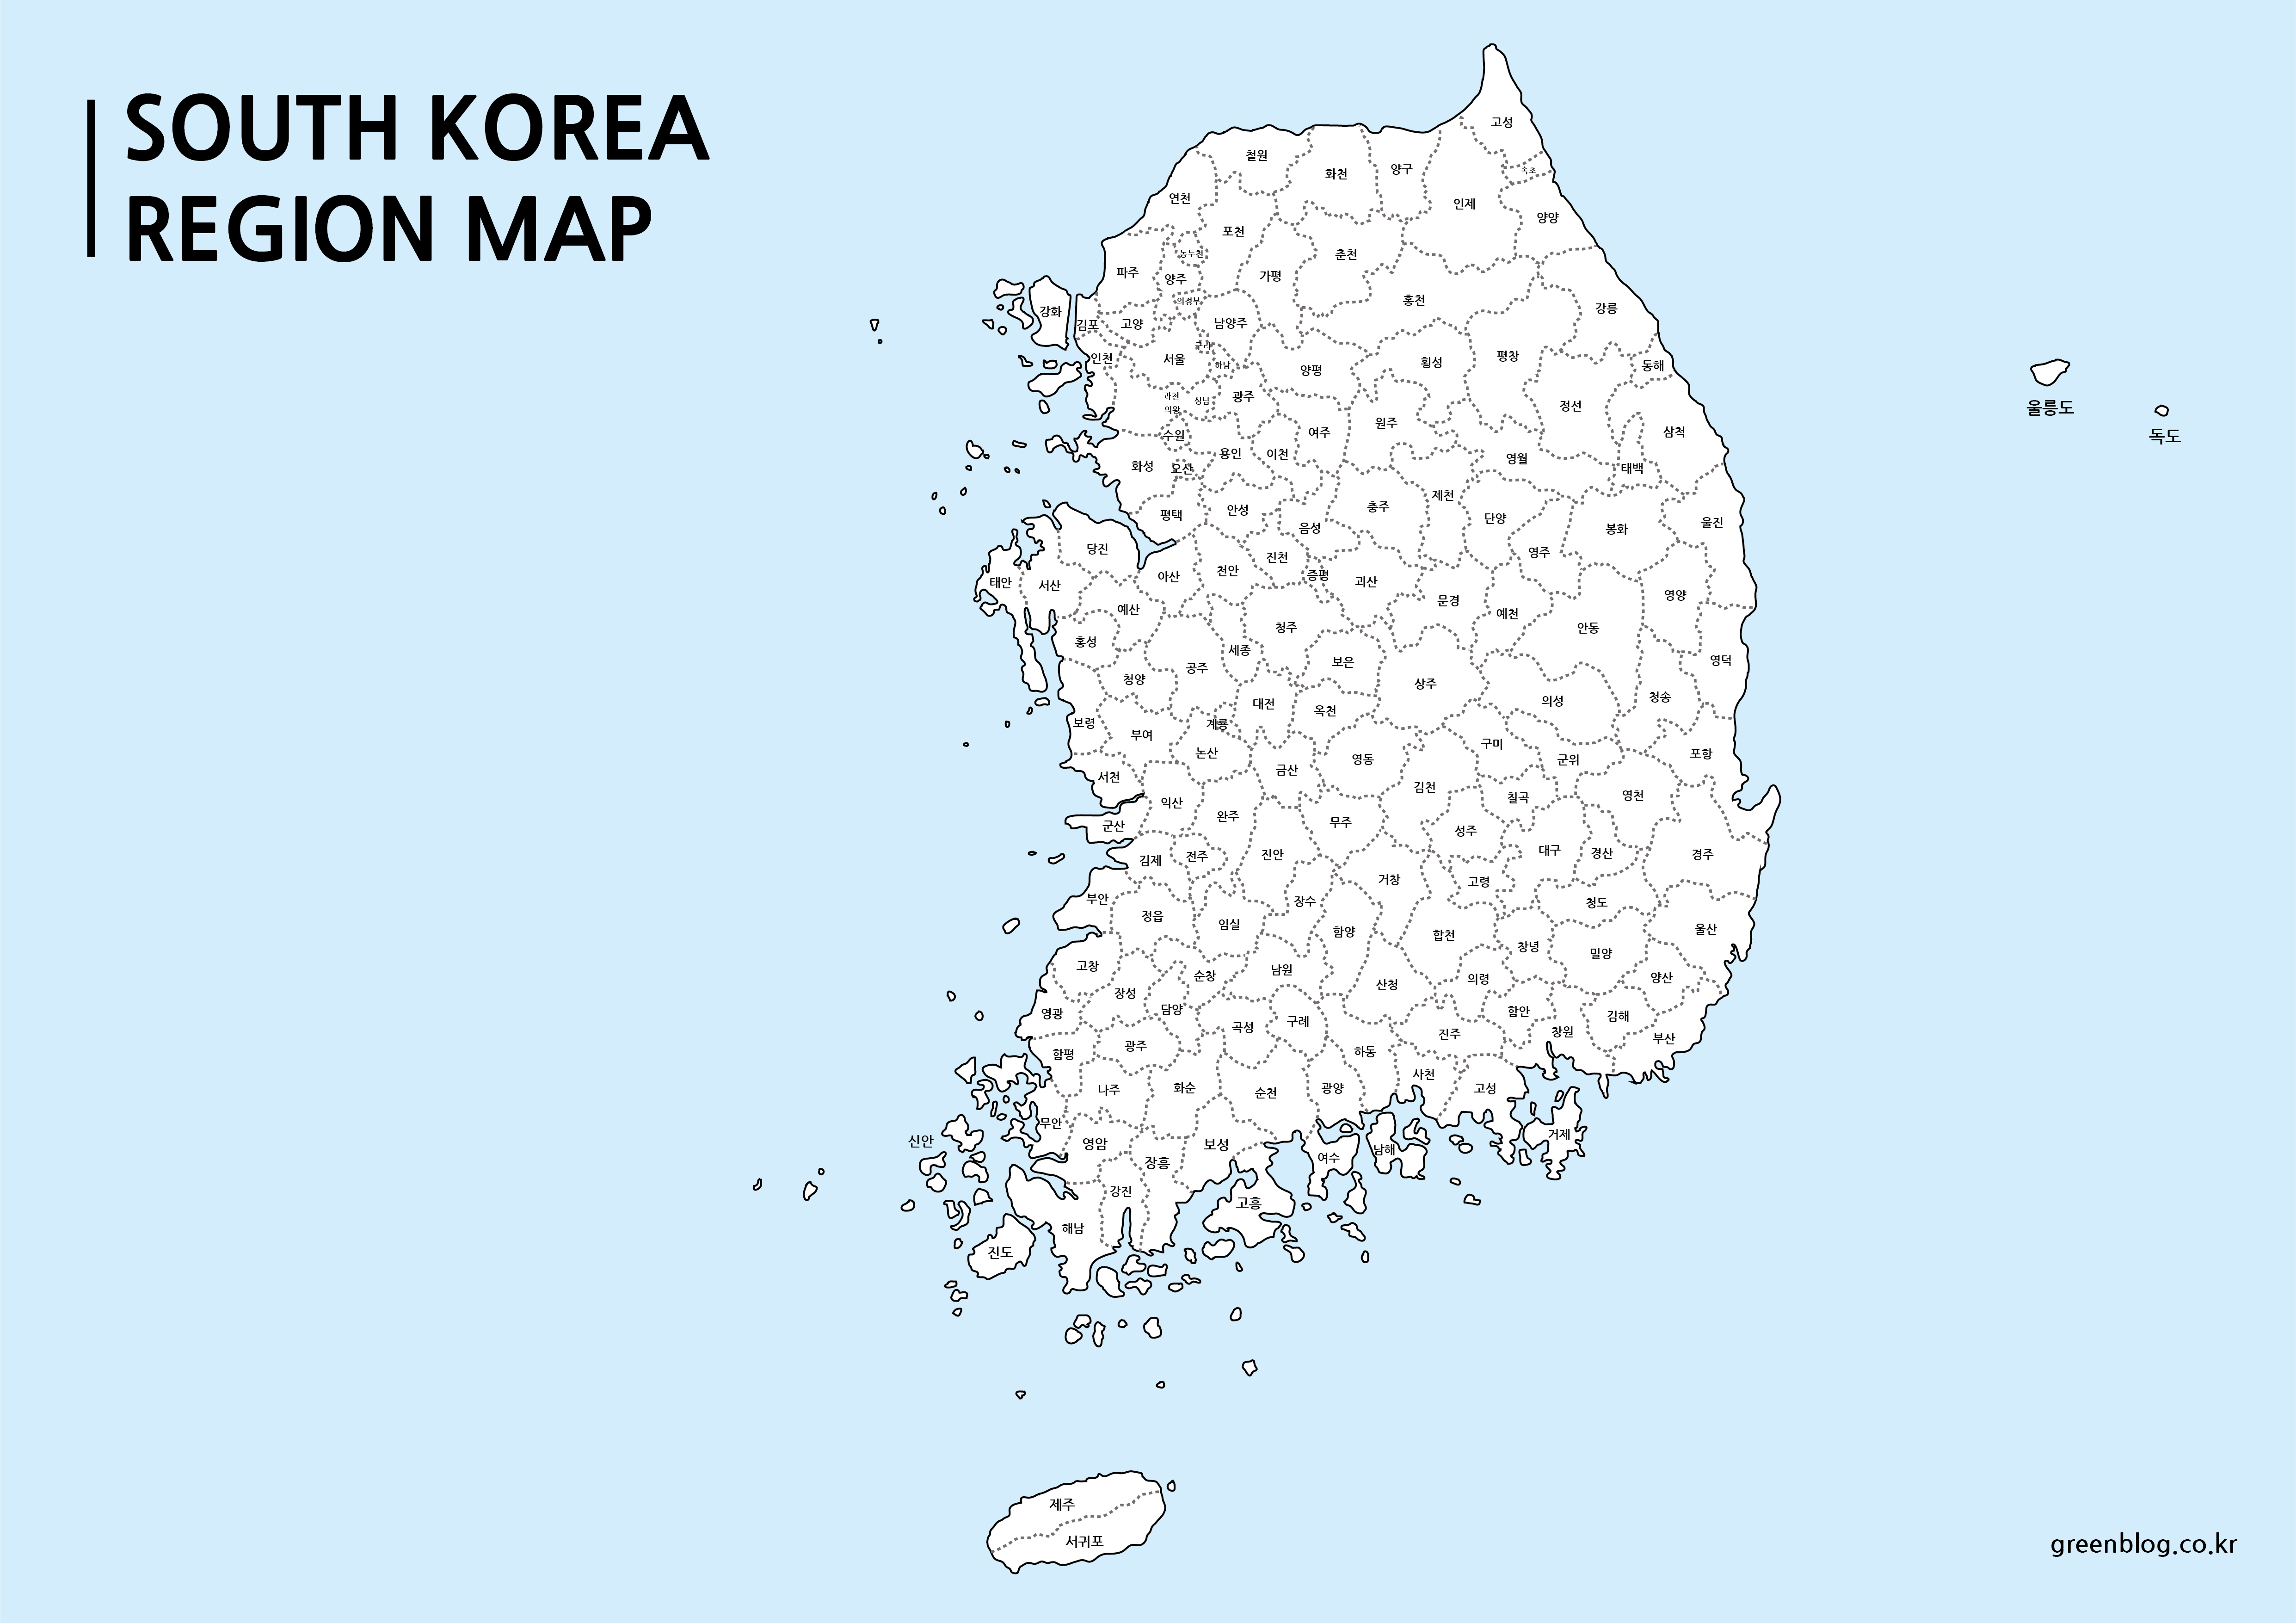 SOUTH KOREA
REGION MAP
고성
철원
속초
양구
화천
연천
인제
양양
포천
동두천
춘천
파주
양주
가평
의정부
홍천
강릉
강화
김포
고양
남양주
구리
인천
서울
평창
하남
양평
횡성
동해
울릉도
과천
성남
광주
의왕
정선
독도
원주
여주
삼척
수원
용인
이천
영월
화성
오산
태백
제천
충주
안성
평택
단양
음성
울진
봉화
당진
영주
진천
천안
아산
증평
괴산
태안
서산
영양
문경
예산
예천
청주
안동
홍성
세종
보은
영덕
공주
청양
상주
청송
의성
대전
옥천
보령
계룡
부여
구미
논산
포항
영동
군위
금산
서천
김천
영천
칠곡
익산
완주
무주
군산
성주
대구
경산
진안
전주
경주
김제
거창
고령
부안
장수
청도
정읍
임실
울산
함양
합천
창녕
밀양
고창
남원
순창
양산
의령
산청
장성
담양
영광
함안
김해
구례
곡성
창원
진주
부산
광주
하동
함평
사천
나주
화순
광양
고성
순천
무안
거제
신안
영암
보성
남해
여수
장흥
강진
고흥
해남
진도
제주
서귀포
greenblog.co.kr